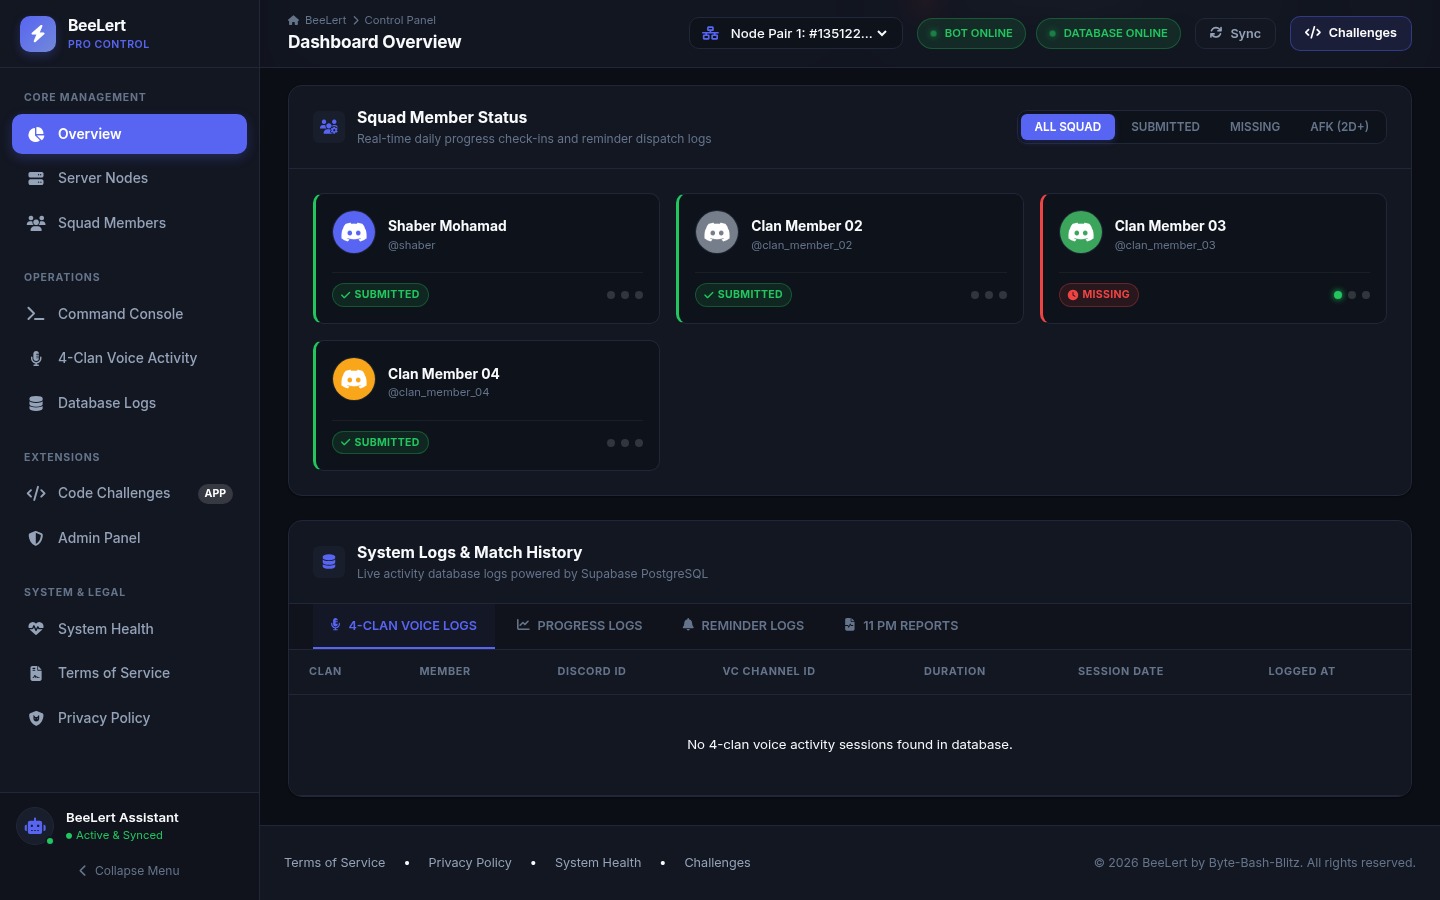 BeeLert
PRO CONTROL
CORE MANAGEMENT
Overview
Server Nodes
Squad Members
OPERATIONS
Command Console
4-Clan Voice Activity
Database Logs
EXTENSIONS
Code Challenges APP
Admin Panel
SYSTEM & LEGAL
System Health
Terms of Service
Privacy Policy
BeeLert Assistant
Active & Synced
Collapse Menu
BeeLert Control Panel
Dashboard Overview
Node Pair 1: #135122...
BOT ONLINE
DATABASE ONLINE
Sync
Challenges
Squad Member Status
Real-time daily progress check-ins and reminder dispatch logs
ALL SQUAD SUBMITTED MISSING AFK (2D+)
Shaber Mohamad
@shaber
SUBMITTED
Clan Member 02
@clan_member_02
SUBMITTED
Clan Member 03
@clan_member_03
MISSING
Clan Member 04
@clan_member_04
SUBMITTED
System Logs & Match History
Live activity database logs powered by Supabase PostgreSQL
4-CLAN VOICE LOGS PROGRESS LOGS REMINDER LOGS 11 PM REPORTS
CLAN MEMBER DISCORD ID VC CHANNEL ID DURATION SESSION DATE LOGGED AT
No 4-clan voice activity sessions found in database.
Terms of Service • Privacy Policy • System Health • Challenges
© 2026 BeeLert by Byte-Bash-Blitz. All rights reserved.